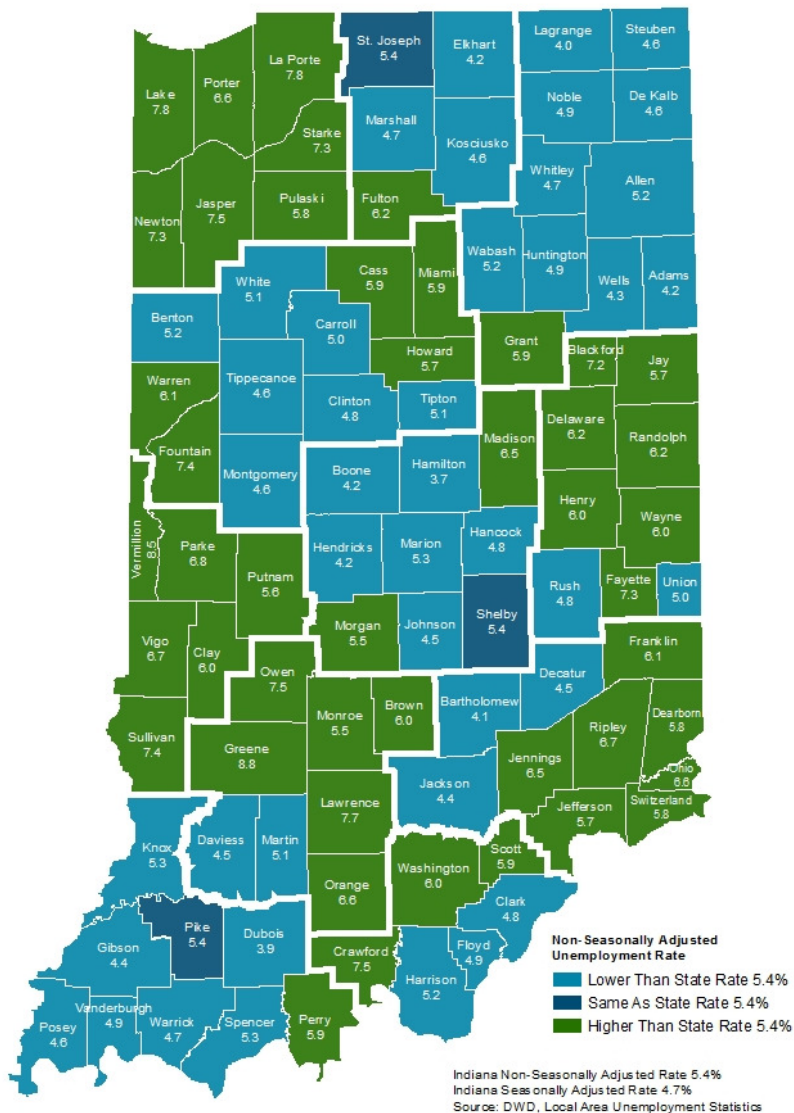 St. Joseph
5.4
Elkhart
4.2
Lagrange
4.0
Steuben
4.6
La Porte
7.8
Porter
6.6
Lake
7.8
Noble
4.9
De Kalb
4.6
Marshall
4.7
Starke
7.3
Kosciusko
4.6
Whitley
4.7
Allen
5.2
Newton
7.3
Jasper
7.5
Pulaski
5.8
Fulton
6.2
Wabash
5.2
Huntington
4.9
Wells
4.3
Adams
4.2
White
5.1
Cass
5.9
Miami
5.9
Benton
5.2
Carroll
5.0
Howard
5.7
Grant
5.9
Blackford
7.2
Jay
5.7
Warren
6.1
Tippecanoe
4.6
Clinton
4.8
Tipton
5.1
Madison
6.5
Delaware
6.2
Randolph
6.2
Fountain
7.4
Montgomery
4.6
Boone
4.2
Hamilton
3.7
Henry
6.0
Wayne
6.0
Vermillion
8.5
Parke
6.8
Putnam
5.6
Hendricks
4.2
Marion
5.3
Hancock
4.8
Rush
4.8
Fayette
7.3
Union
5.0
Vigo
6.7
Clay
6.0
Morgan
5.5
Johnson
4.5
Shelby
5.4
Franklin
6.1
Owen
7.5
Decatur
4.5
Sullivan
7.4
Greene
8.8
Monroe
5.5
Brown
6.0
Bartholomew
4.1
Ripley
6.7
Dearborn
5.8
Jennings
6.5
Ohio
6.6
Jackson
4.4
Lawrence
7.7
Jefferson
5.7
Switzerland
5.8
Knox
5.3
Daviess
4.5
Martin
5.1
Orange
6.6
Washington
6.0
Scott
5.9
Clark
4.8
Gibson
4.4
Pike
5.4
Dubois
3.9
Crawford
7.5
Floyd
4.9
Harrison
5.2
Posey
4.6
Vanderburgh
4.9
Warrick
4.7
Spencer
5.3
Perry
5.9
Non-Seasonally Adjusted
Unemployment Rate
Lower Than State Rate 5.4%
Same As State Rate 5.4%
Higher Than State Rate 5.4%
Indiana Non-Seasonally Adjusted Rate 5.4%
Indiana Seasonally Adjusted Rate 4.7%
Source: DWD, Local Area Unemployment Statistics